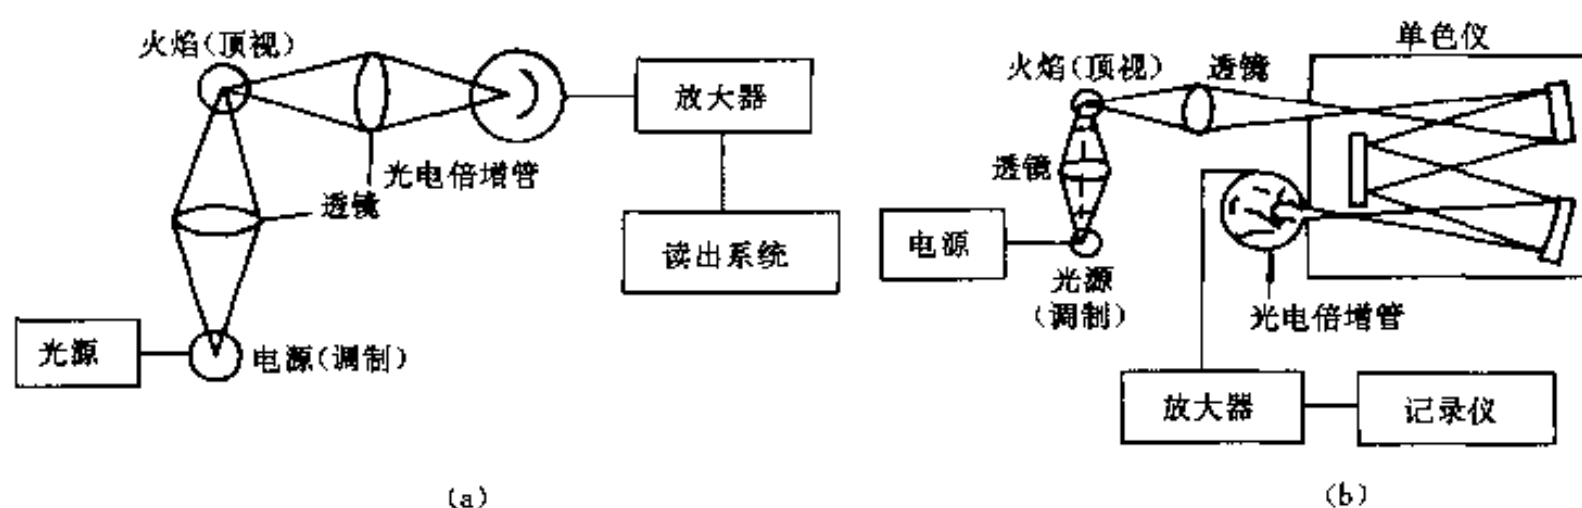 火焰(顶视)
放大器
光电倍增管
透镜
读出系统
光源
电源(调制)
(a)
单色仪
火焰(顶视)
透镜
透镜
电源
光源
(调制)
光电倍增管
放大器
记录仪
(b)